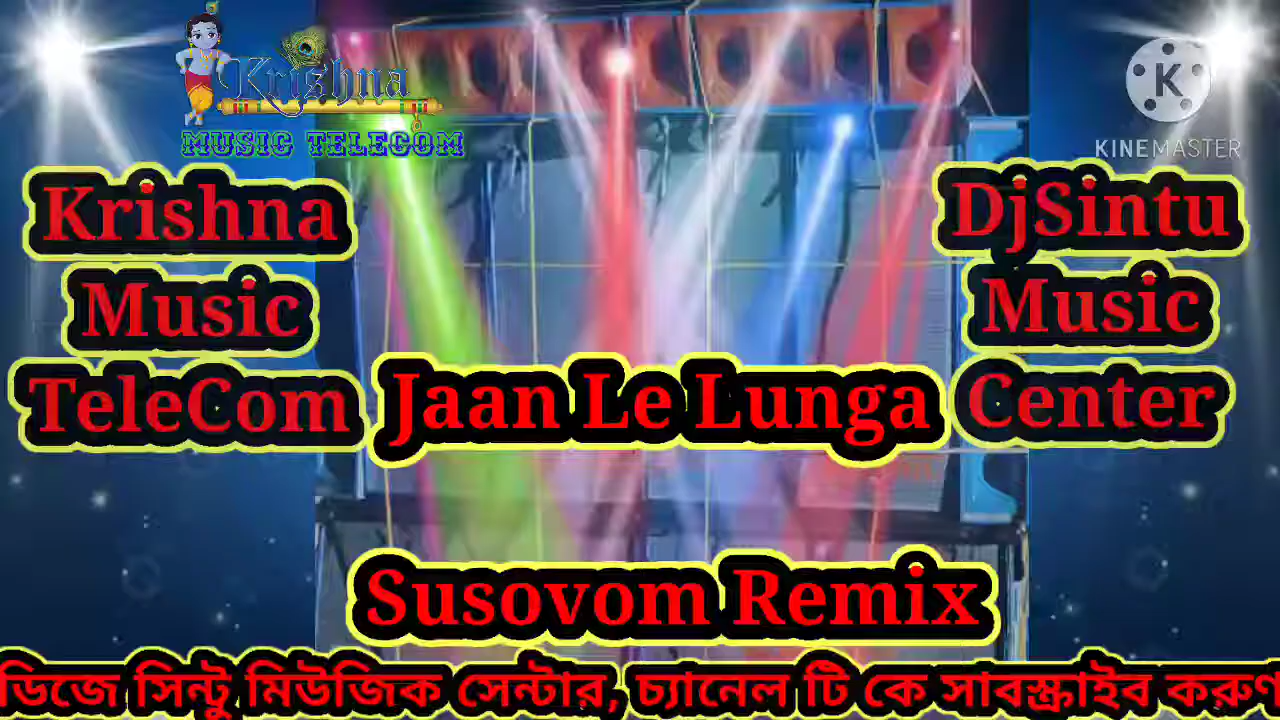 Krishna
MUSIC TELECOM
K
KINEMASTER
Krishna
Music
TeleCom
DjSintu
Music
Center
Jaan Le Lunga
Susovom Remix
ডিজে সিন্টু মিউজিক সেন্টার, চ্যানেল টি কে সাবস্ক্রাইব করুণ